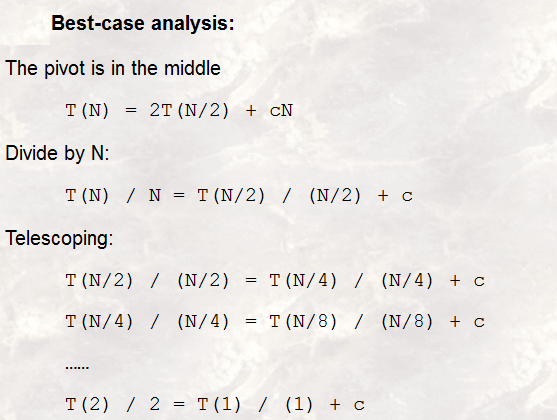 Best-case analysis:
The pivot is in the middle
T(N) = 2T(N/2) + cN
Divide by N:
T(N) / N = T(N/2) / (N/2) + c
Telescoping:
T(N/2) / (N/2) = T(N/4) / (N/4) + c
T(N/4) / (N/4) = T(N/8) / (N/8) + c
......
T(2) / 2 = T(1) / (1) + c